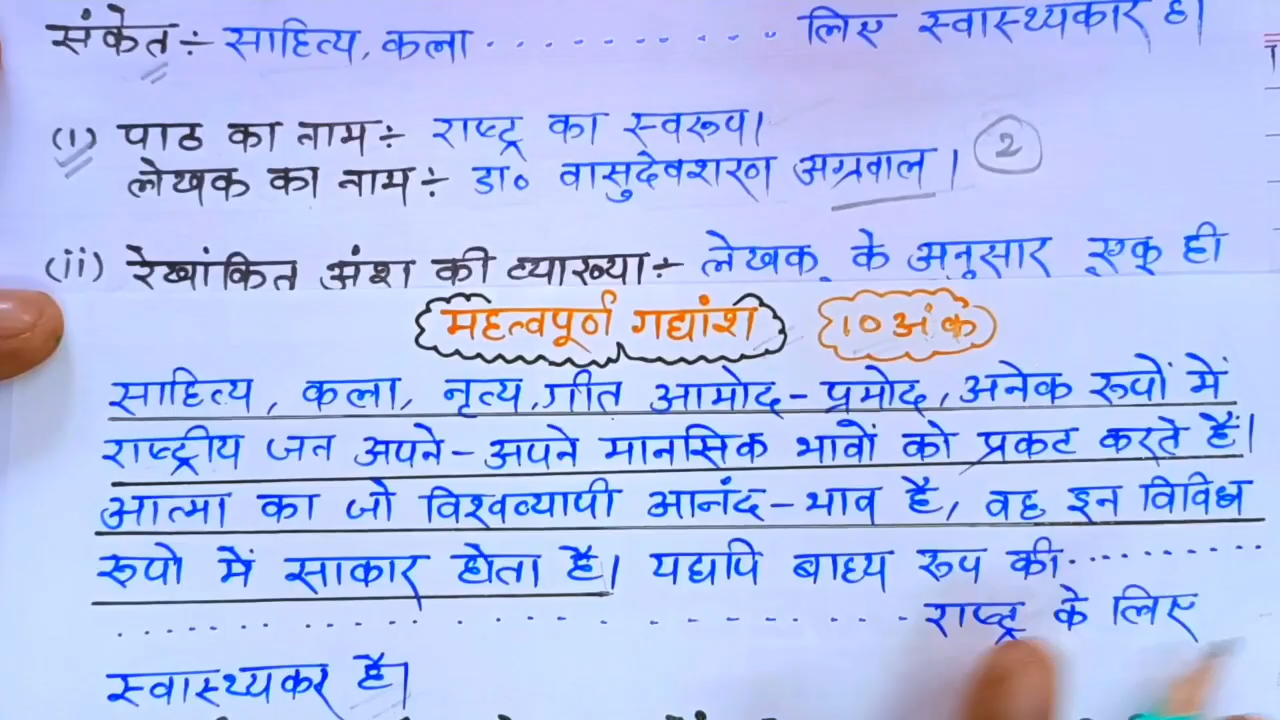 संकेत÷ साहित्य, कला . . . . . . . . . . . . लिए स्वास्थ्यकार है।
(i) पाठ का नाम÷ राष्ट्र का स्वरूप।
लेखक का नाम÷ डा० वासुदेवशरण अग्रवाल। 2
(ii) रेखांकित अंश की व्याख्या÷ लेखक के अनुसार एक ही
महत्वपूर्ण गद्यांश 10 अंक
साहित्य, कला, नृत्य, गीत आमोद-प्रमोद, अनेक रूपों में
राष्ट्रीय जन अपने-अपने मानसिक भावों को प्रकट करते हैं।
आत्मा का जो विश्वव्यापी आनंद-भाव है, वह इन विविध
रूपो में साकार होता है। यद्यपि बाध्य रूप की..........
. . . . . . . . . . . . . . . . . . . राष्ट्र के लिए
स्वास्थ्यकर है।